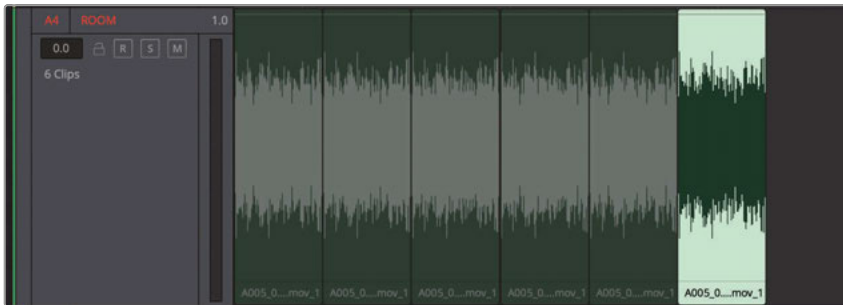 A4 ROOM 1.0
0.0 R S M
6 Clips
A005_0....mov_1 A005_0....mov_1 A005_0....mov_1 A005_0....mov_1 A005_0....mov_1 A005_0....mov_1